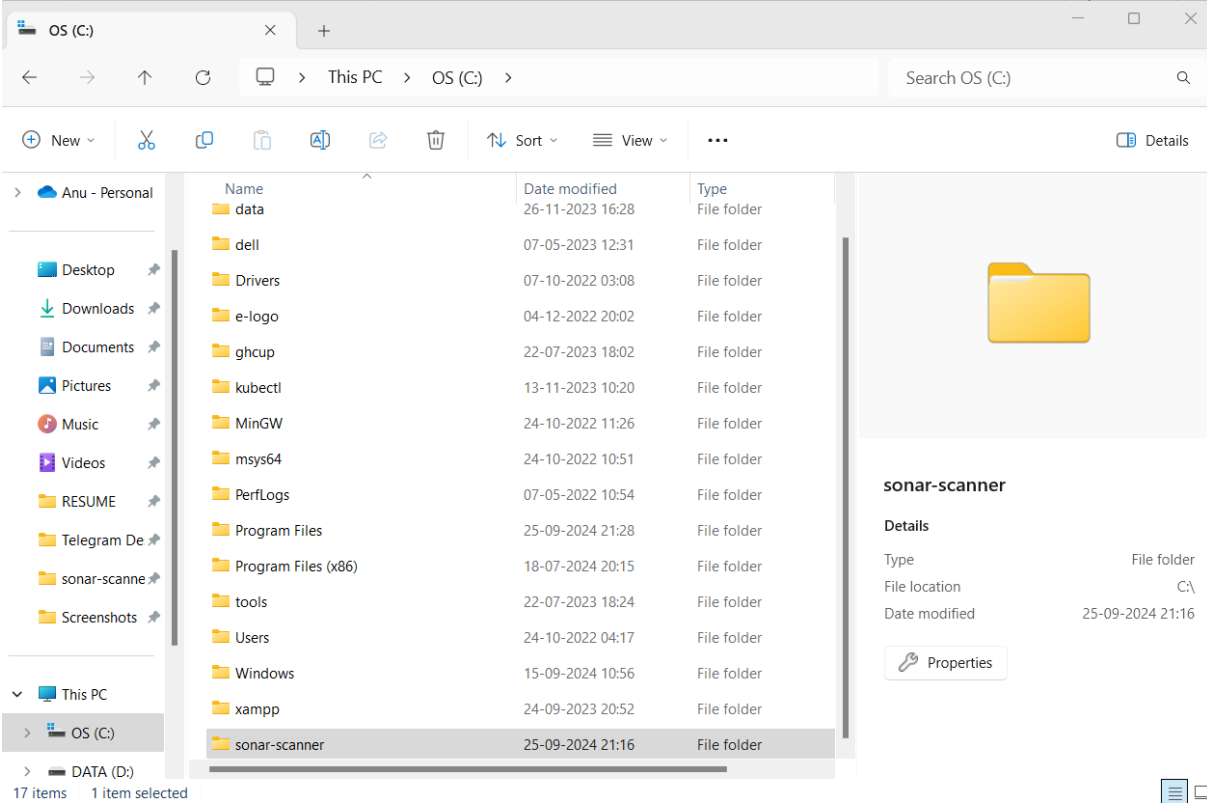 OS (C:)
This PC > OS (C:) >
Search OS (C:)
New
Sort
View
Details
Anu - Personal
Desktop
Downloads
Documents
Pictures
Music
Videos
RESUME
Telegram De
sonar-scanne
Screenshots
This PC
OS (C:)
DATA (D:)
Name Date modified Type
data 26-11-2023 16:28 File folder
dell 07-05-2023 12:31 File folder
Drivers 07-10-2022 03:08 File folder
e-logo 04-12-2022 20:02 File folder
ghcup 22-07-2023 18:02 File folder
kubectl 13-11-2023 10:20 File folder
MinGW 24-10-2022 11:26 File folder
msys64 24-10-2022 10:51 File folder
PerfLogs 07-05-2022 10:54 File folder
Program Files 25-09-2024 21:28 File folder
Program Files (x86) 18-07-2024 20:15 File folder
tools 22-07-2023 18:24 File folder
Users 24-10-2022 04:17 File folder
Windows 15-09-2024 10:56 File folder
xampp 24-09-2023 20:52 File folder
sonar-scanner 25-09-2024 21:16 File folder
sonar-scanner
Details
Type File folder
File location C:\
Date modified 25-09-2024 21:16
Properties
17 items 1 item selected